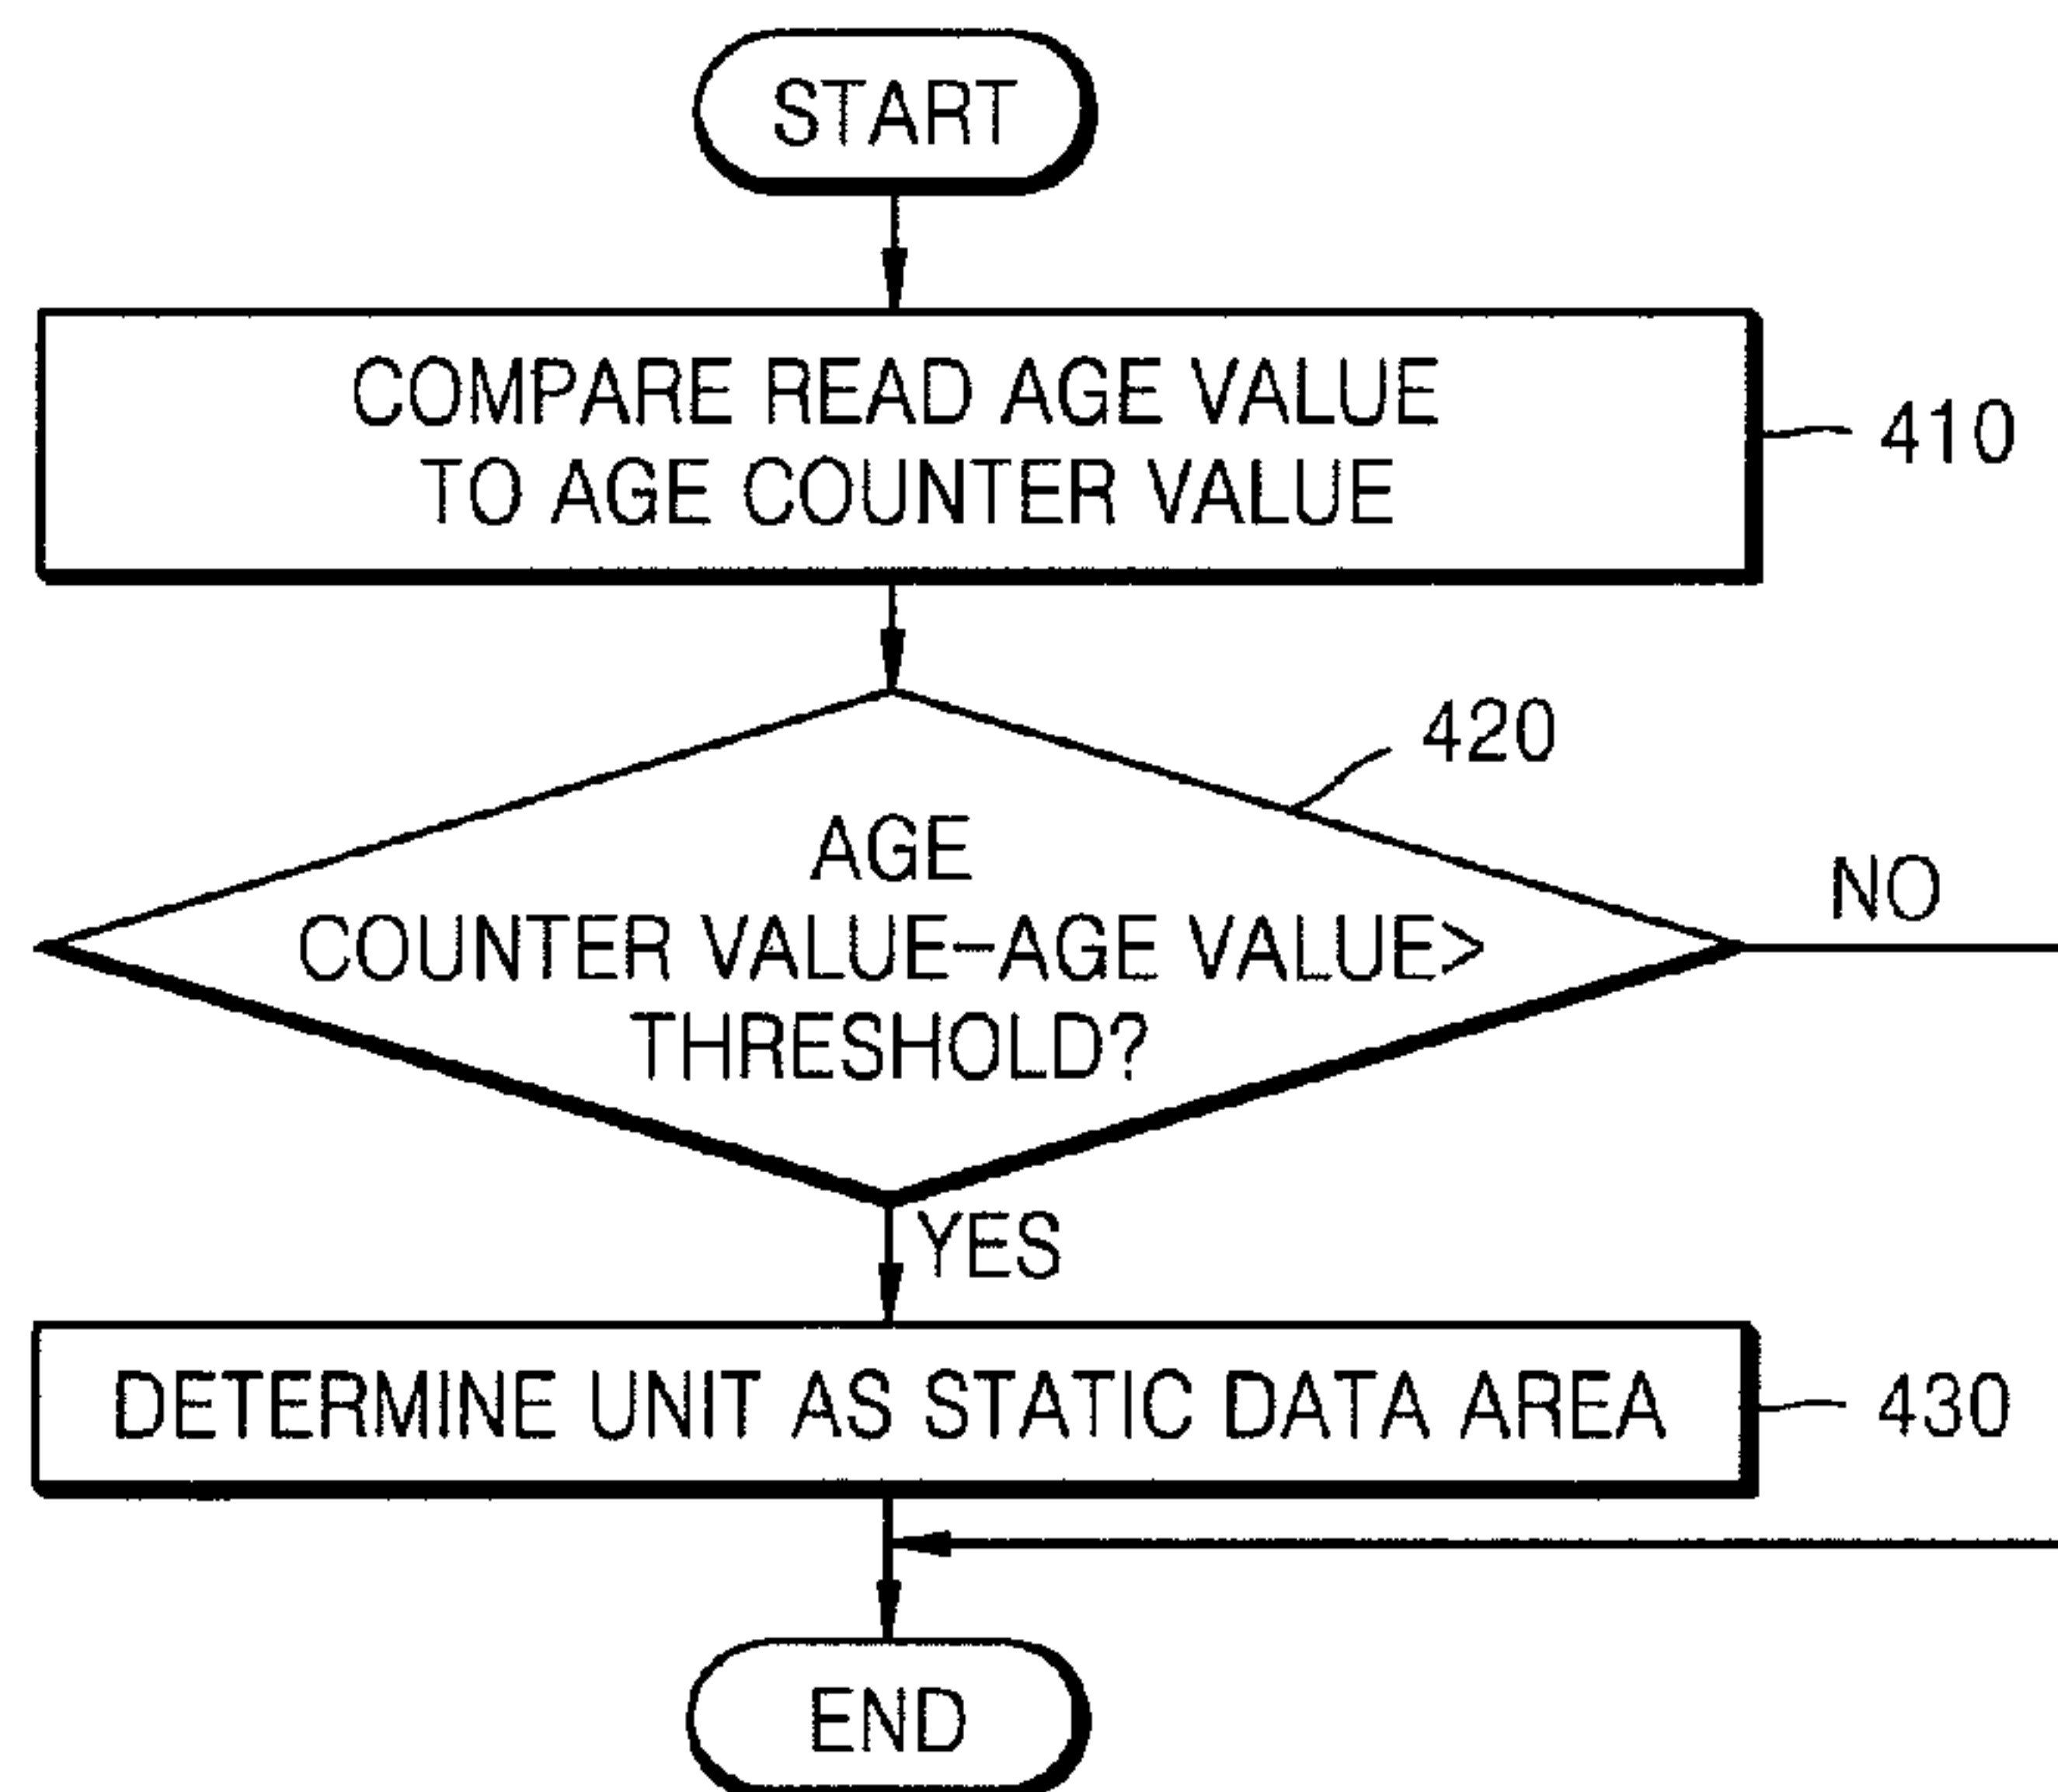 START
COMPARE READ AGE VALUE
TO AGE COUNTER VALUE
410
420
AGE
COUNTER VALUE-AGE VALUE>
THRESHOLD?
NO
YES
DETERMINE UNIT AS STATIC DATA AREA
430
END